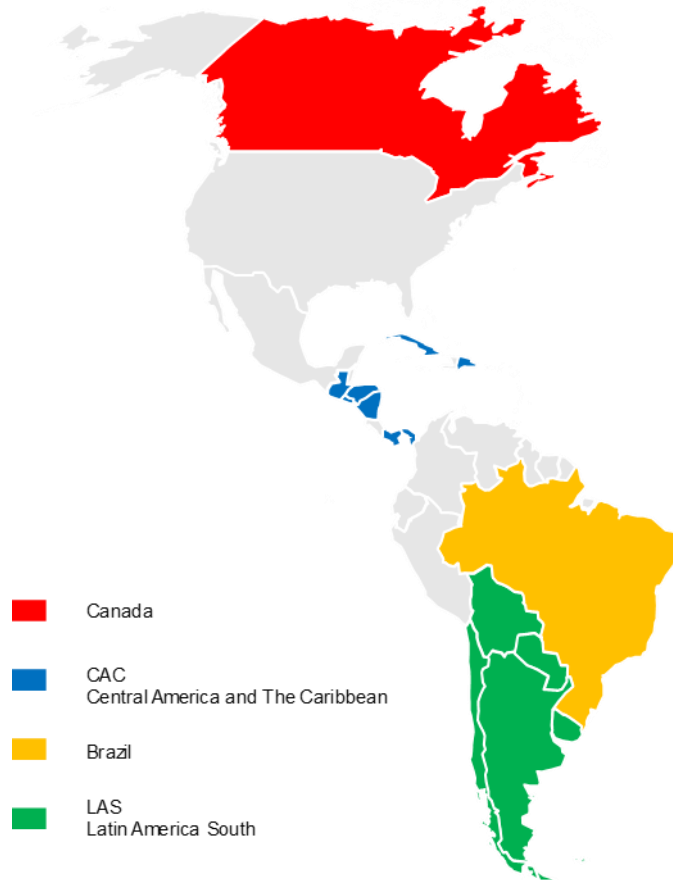 Canada
CAC
Central America and The Caribbean
Brazil
LAS
Latin America South